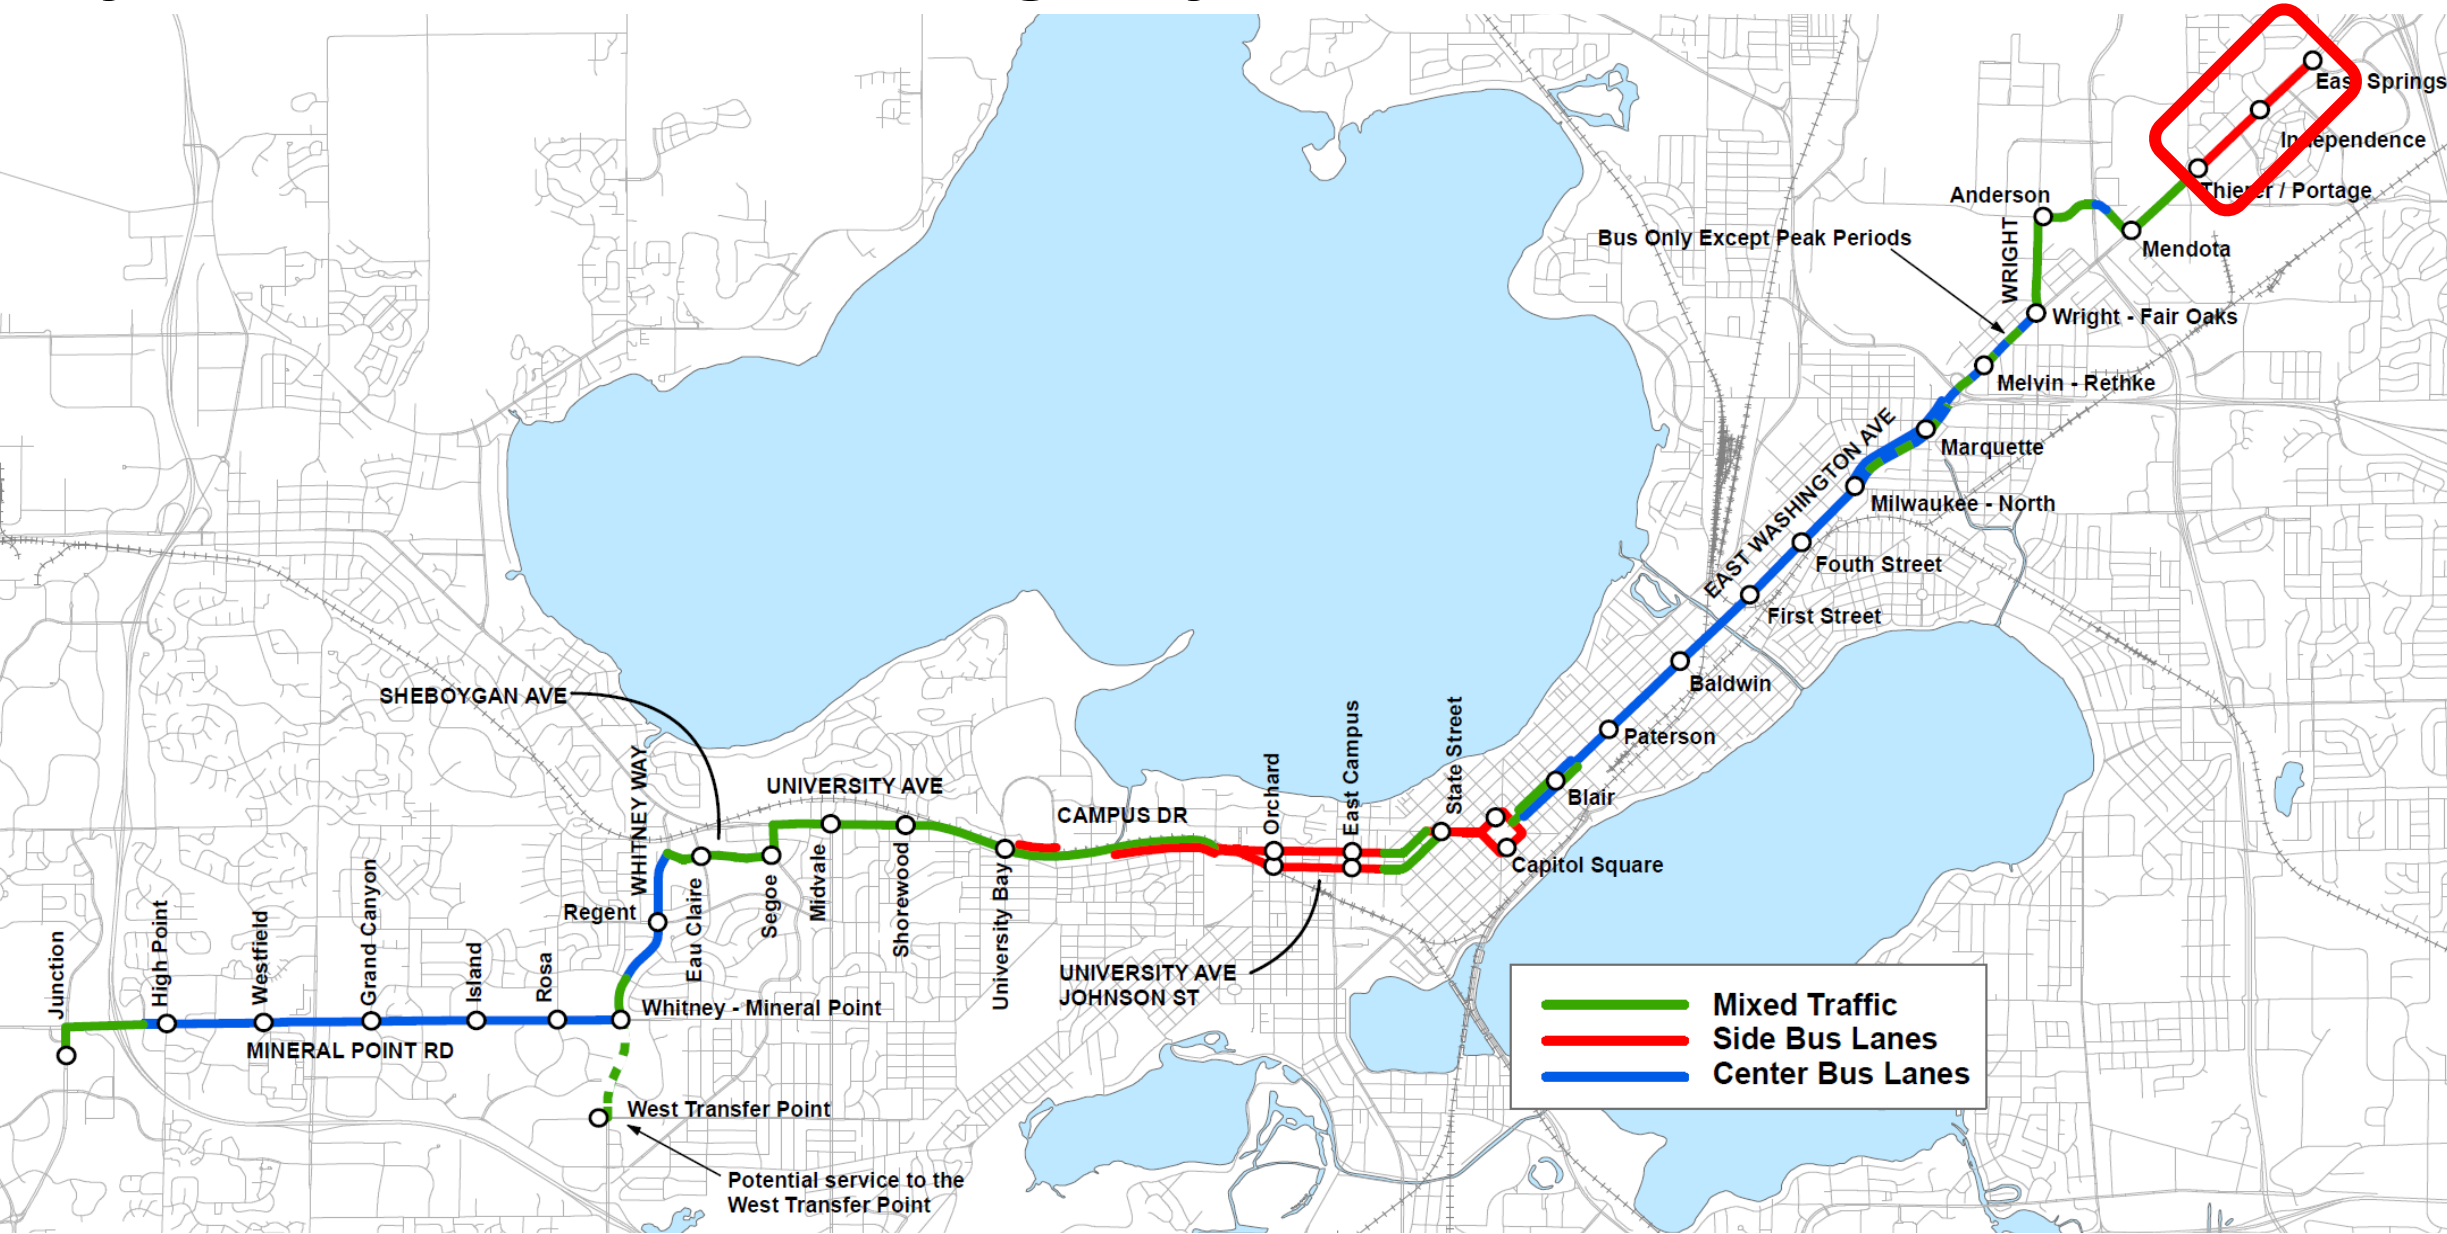 East Springs
Independence
Thierer / Portage
Anderson
WRIGHT
Mendota
Bus Only Except Peak Periods
Wright - Fair Oaks
Melvin - Rethke
EAST WASHINGTON AVE
Marquette
Milwaukee - North
Fouth Street
First Street
Baldwin
Paterson
Blair
State Street
Capitol Square
East Campus
Orchard
CAMPUS DR
UNIVERSITY AVE
JOHNSON ST
University Bay
UNIVERSITY AVE
Shorewood
Midvale
Segoe
SHEBOYGAN AVE
WHITNEY WAY
Eau Claire
Regent
Whitney - Mineral Point
Rosa
Island
Grand Canyon
Westfield
High Point
Junction
MINERAL POINT RD
West Transfer Point
Potential service to the
West Transfer Point
Mixed Traffic
Side Bus Lanes
Center Bus Lanes